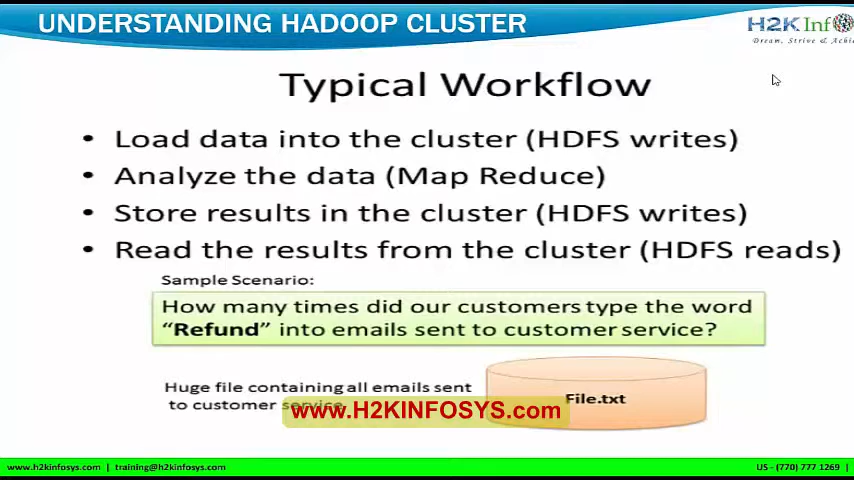 UNDERSTANDING HADOOP CLUSTER
H2K Inf
Dream, Strive & Achi
Typical Workflow
• Load data into the cluster (HDFS writes)
• Analyze the data (Map Reduce)
• Store results in the cluster (HDFS writes)
• Read the results from the cluster (HDFS reads)
Sample Scenario:
How many times did our customers type the word
“Refund” into emails sent to customer service?
Huge file containing all emails sent
to customer service
File.txt
www.H2KINFOSYS.com
www.h2kinfosys.com | training@h2kinfosys.com
US - (770) 777 1269 |